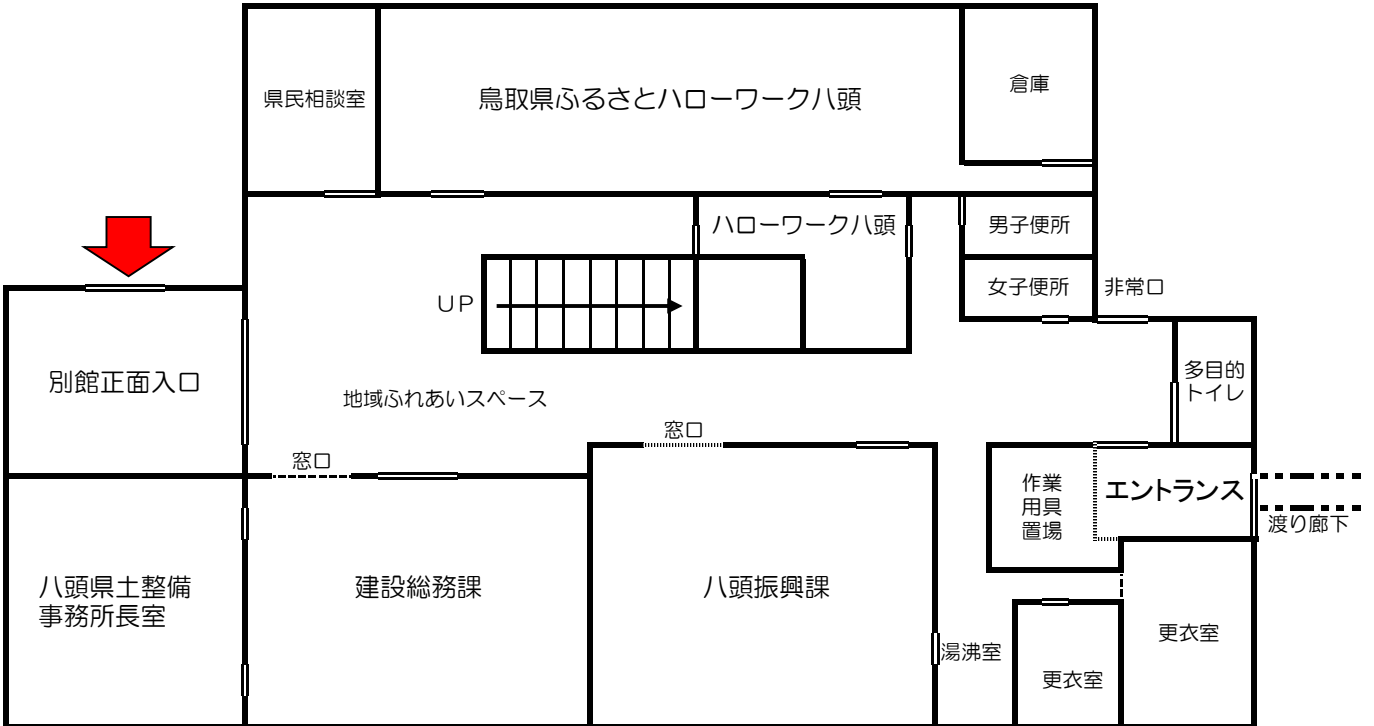 県民相談室
鳥取県ふるさとハローワーク八頭
倉庫
ハローワーク八頭
男子便所
女子便所
非常口
UP
別館正面入口
多目的
トイレ
地域ふれあいスペース
窓口
窓口
作業
用具
置場
エントランス
渡り廊下
八頭県土整備
事務所長室
建設総務課
八頭振興課
湯沸室
更衣室
更衣室